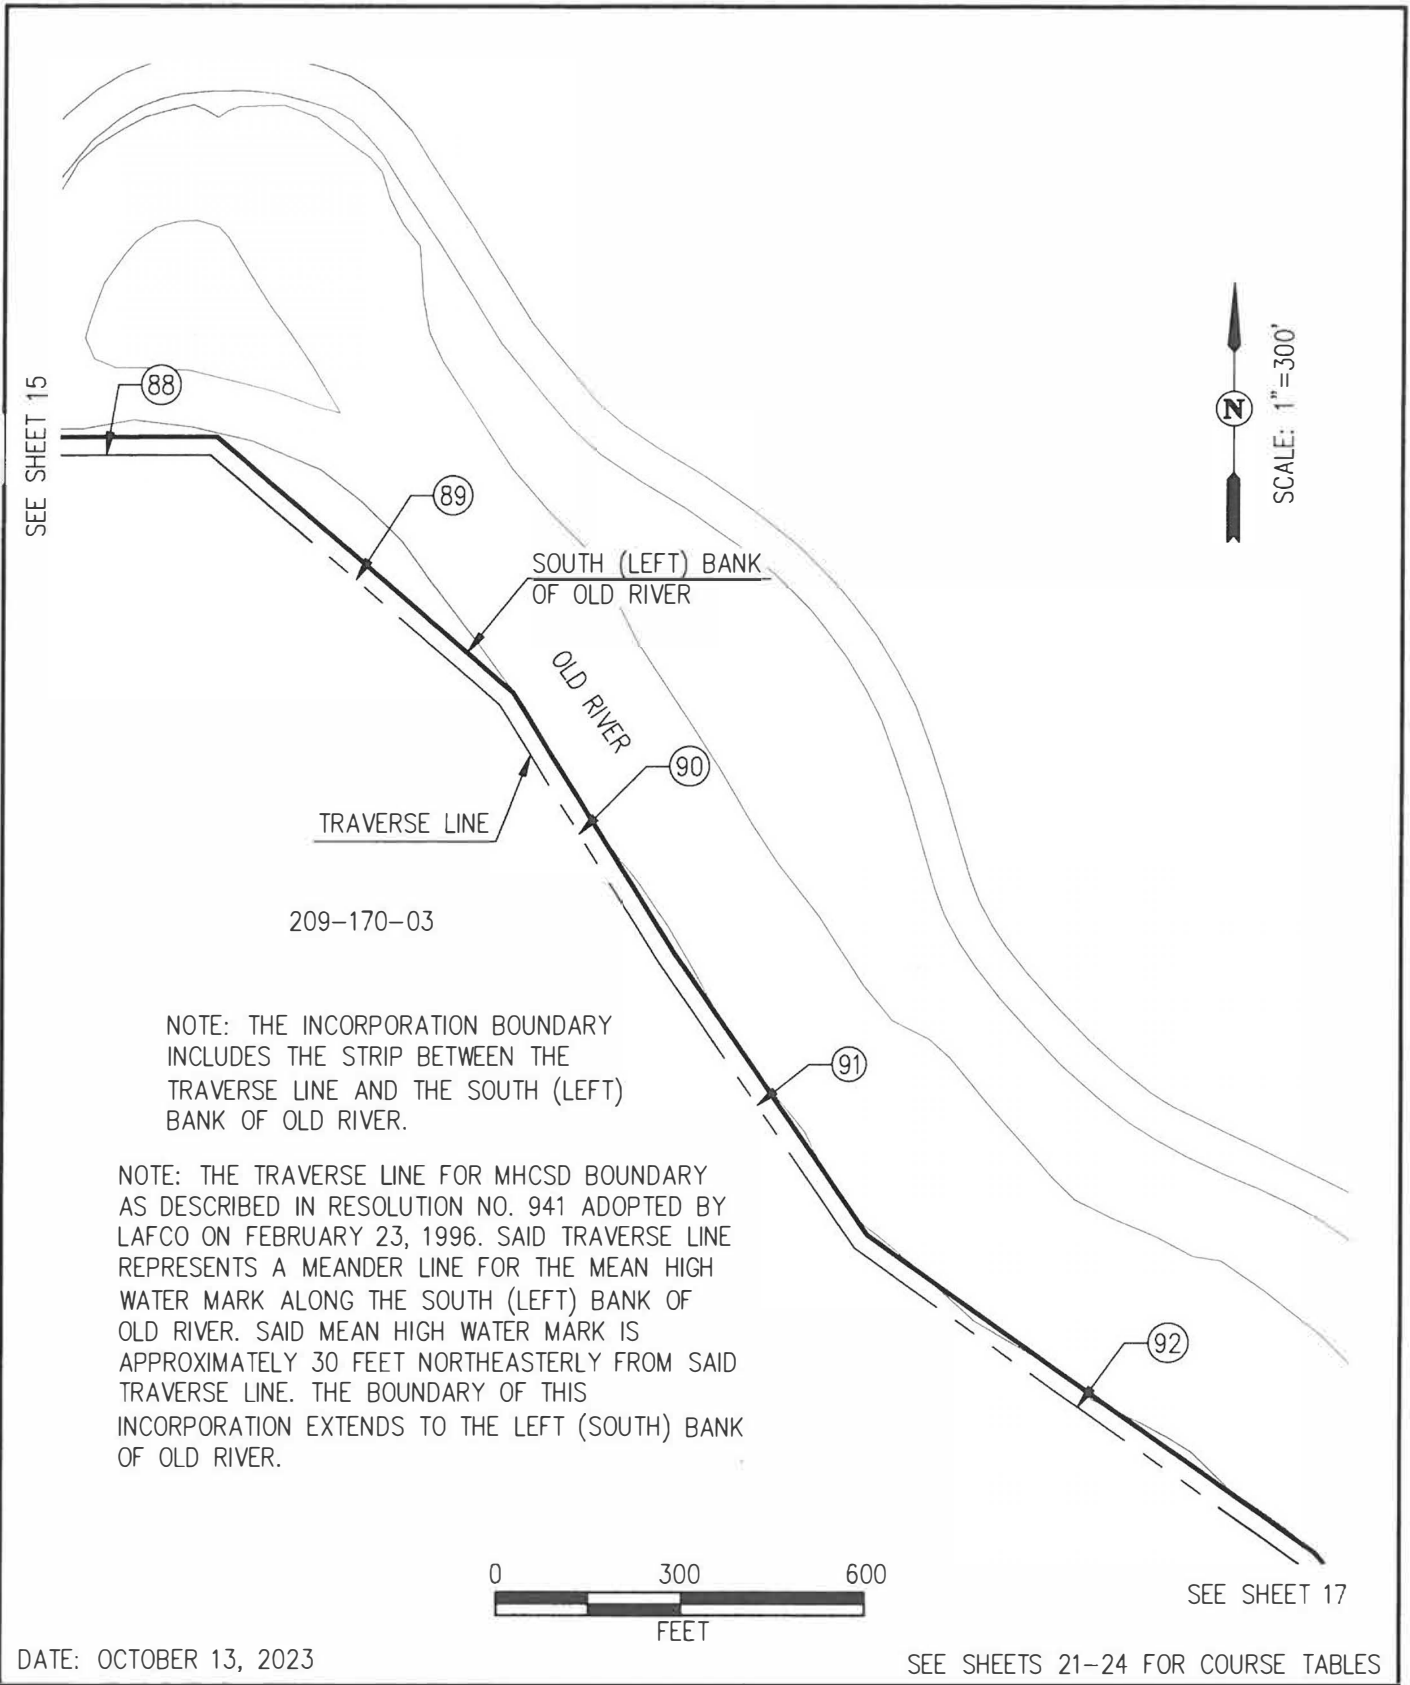 SEE SHEET 15
88
89
SOUTH (LEFT) BANK
OF OLD RIVER
OLD RIVER
90
TRAVERSE LINE
N
SCALE: 1"=300'
209-170-03
91
NOTE: THE INCORPORATION BOUNDARY
INCLUDES THE STRIP BETWEEN THE
TRAVERSE LINE AND THE SOUTH (LEFT)
BANK OF OLD RIVER.
NOTE: THE TRAVERSE LINE FOR MHCSD BOUNDARY
AS DESCRIBED IN RESOLUTION NO. 941 ADOPTED BY
LAFCO ON FEBRUARY 23, 1996. SAID TRAVERSE LINE
REPRESENTS A MEANDER LINE FOR THE MEAN HIGH
WATER MARK ALONG THE SOUTH (LEFT) BANK OF
OLD RIVER. SAID MEAN HIGH WATER MARK IS
APPROXIMATELY 30 FEET NORTHEASTERLY FROM SAID
TRAVERSE LINE. THE BOUNDARY OF THIS
INCORPORATION EXTENDS TO THE LEFT (SOUTH) BANK
OF OLD RIVER.
92
0 300 600
FEET
SEE SHEET 17
DATE: OCTOBER 13, 2023
SEE SHEETS 21-24 FOR COURSE TABLES